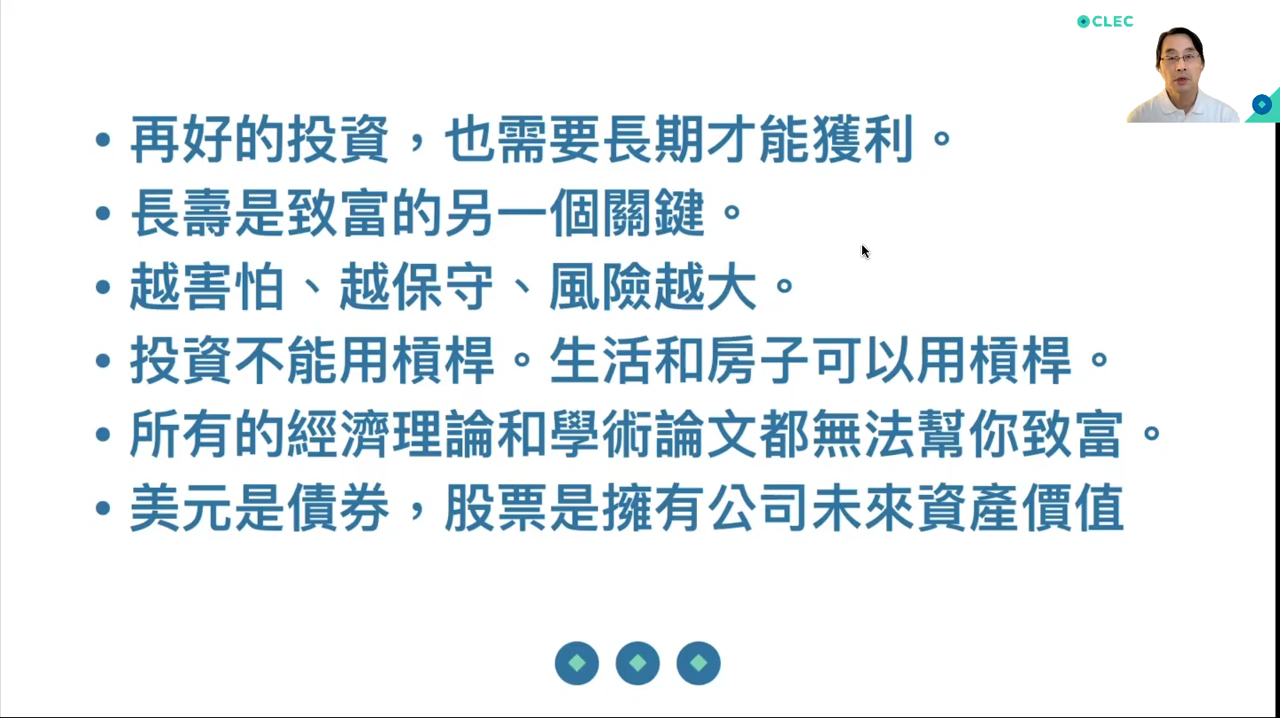 CLEC
• 再好的投資，也需要長期才能獲利。
• 長壽是致富的另一個關鍵。
• 越害怕、越保守、風險越大。
• 投資不能用槓桿。生活和房子可以用槓桿。
• 所有的經濟理論和學術論文都無法幫你致富。
• 美元是債券，股票是擁有公司未來資產價值